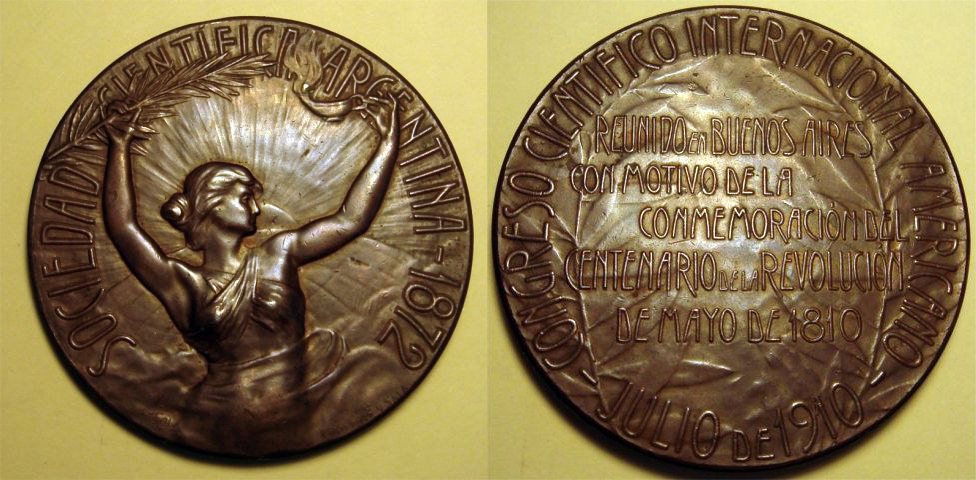 SOCIEDAD CIENTÍFICA ARGENTINA - 1872
CONGRESO CIENTIFICO INTERNACIONAL AMERICANO
REUNIDO en BUENOS AIRES
CON MOTIVO DE LA
CONMEMORACIÓN DEL
CENTENARIO DE LA REVOLUCIÓN
DE MAYO DE 1810
- JULIO DE 1910 -